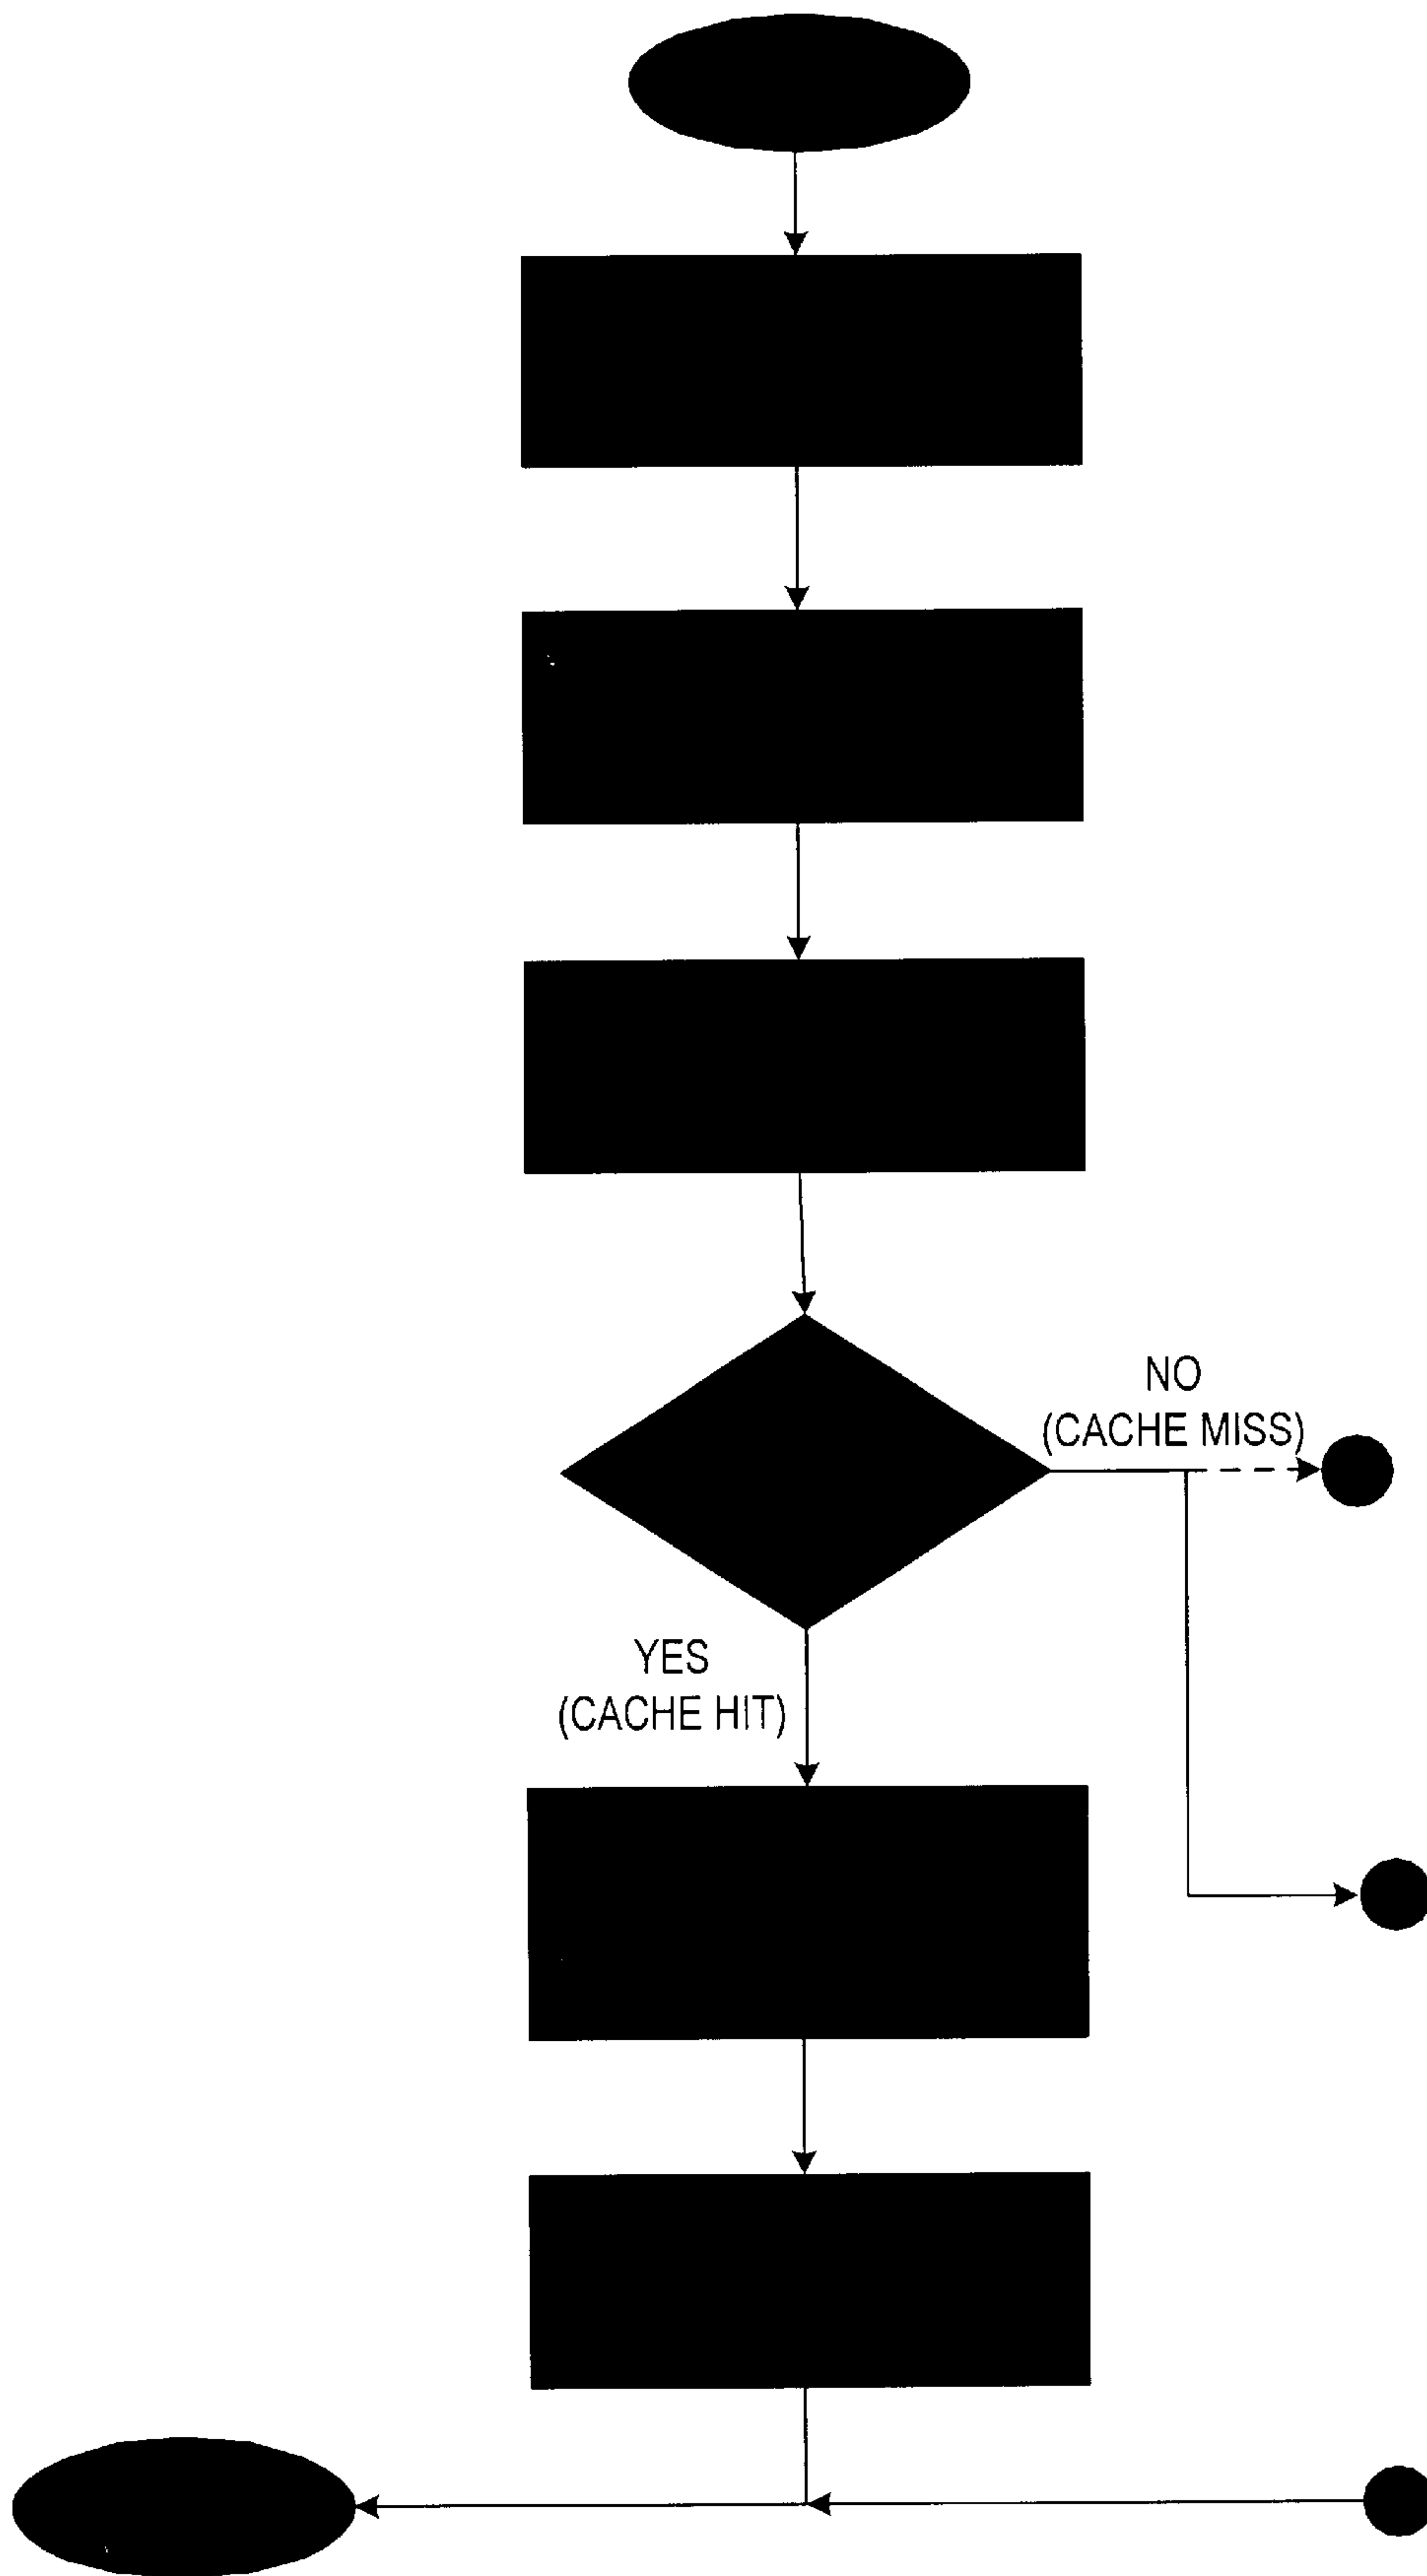 NO
(CACHE MISS)
YES
(CACHE HIT)